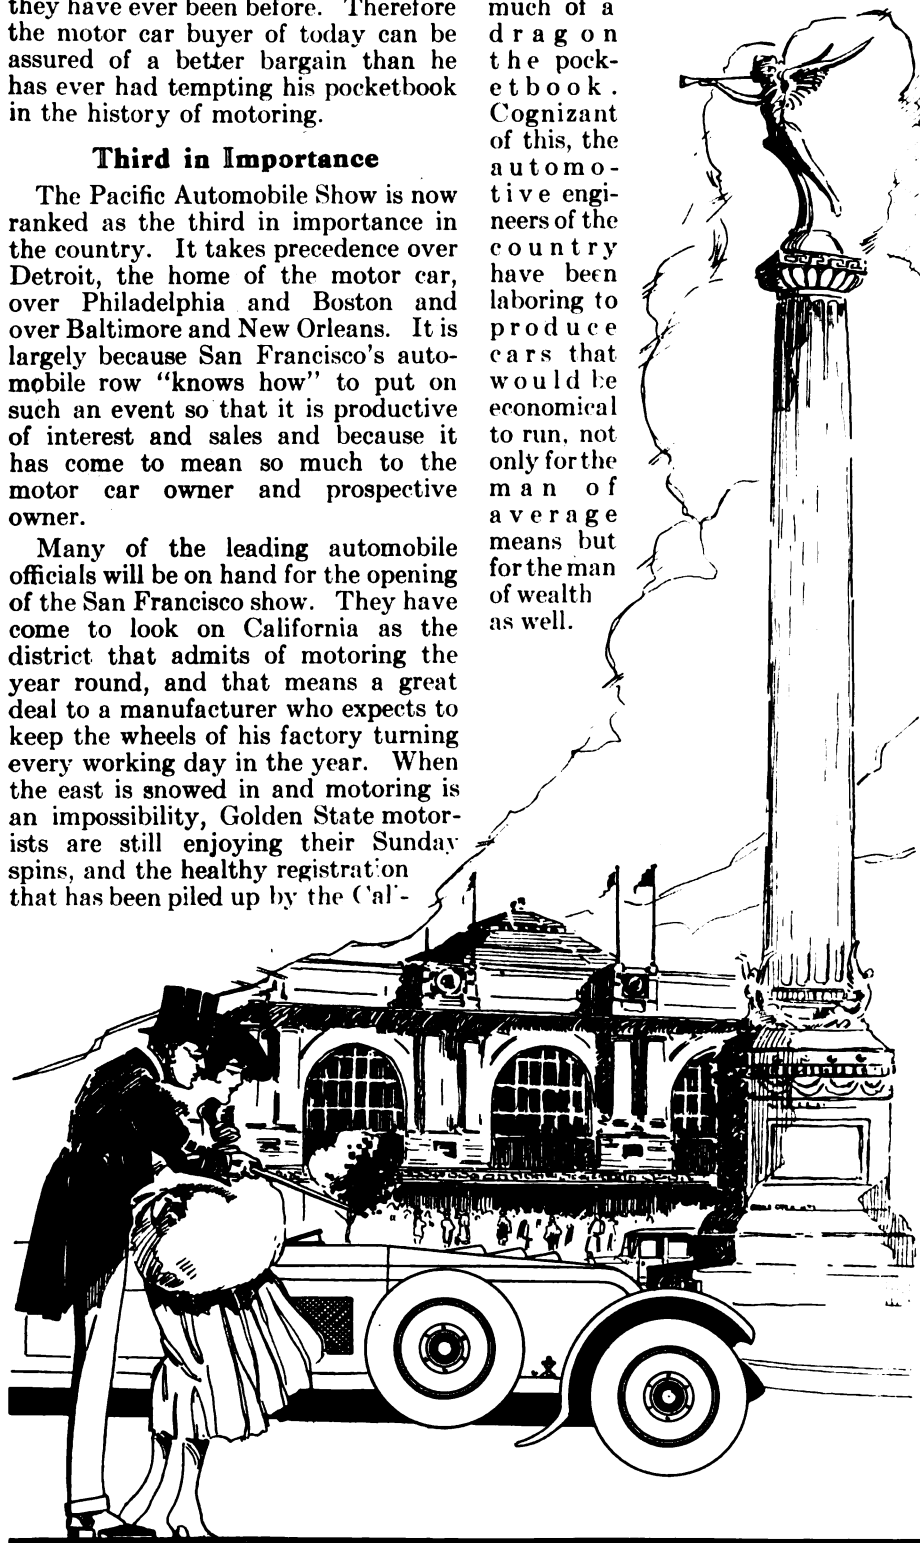 they have ever been before. Therefore
the motor car buyer of today can be
assured of a better bargain than he
has ever had tempting his pocketbook
in the history of motoring.
Third in Importance
The Pacific Automobile Show is now
ranked as the third in importance in
the country. It takes precedence over
Detroit, the home of the motor car,
over Philadelphia and Boston and
over Baltimore and New Orleans. It is
largely because San Francisco's auto-
mobile row "knows how" to put on
such an event so that it is productive
of interest and sales and because it
has come to mean so much to the
motor car owner and prospective
owner.
Many of the leading automobile
officials will be on hand for the opening
of the San Francisco show. They have
come to look on California as the
district that admits of motoring the
year round, and that means a great
deal to a manufacturer who expects to
keep the wheels of his factory turning
every working day in the year. When
the east is snowed in and motoring is
an impossibility, Golden State motor-
ists are still enjoying their Sunday
spins, and the healthy registration
that has been piled up by the Cal-
much of a
dragon
the pock-
etbook.
Cognizant
of this, the
automo-
tive engi-
neers of the
country
have been
laboring to
produce
cars that
would be
economical
to run, not
only for the
man of
average
means but
for the man
of wealth
as well.